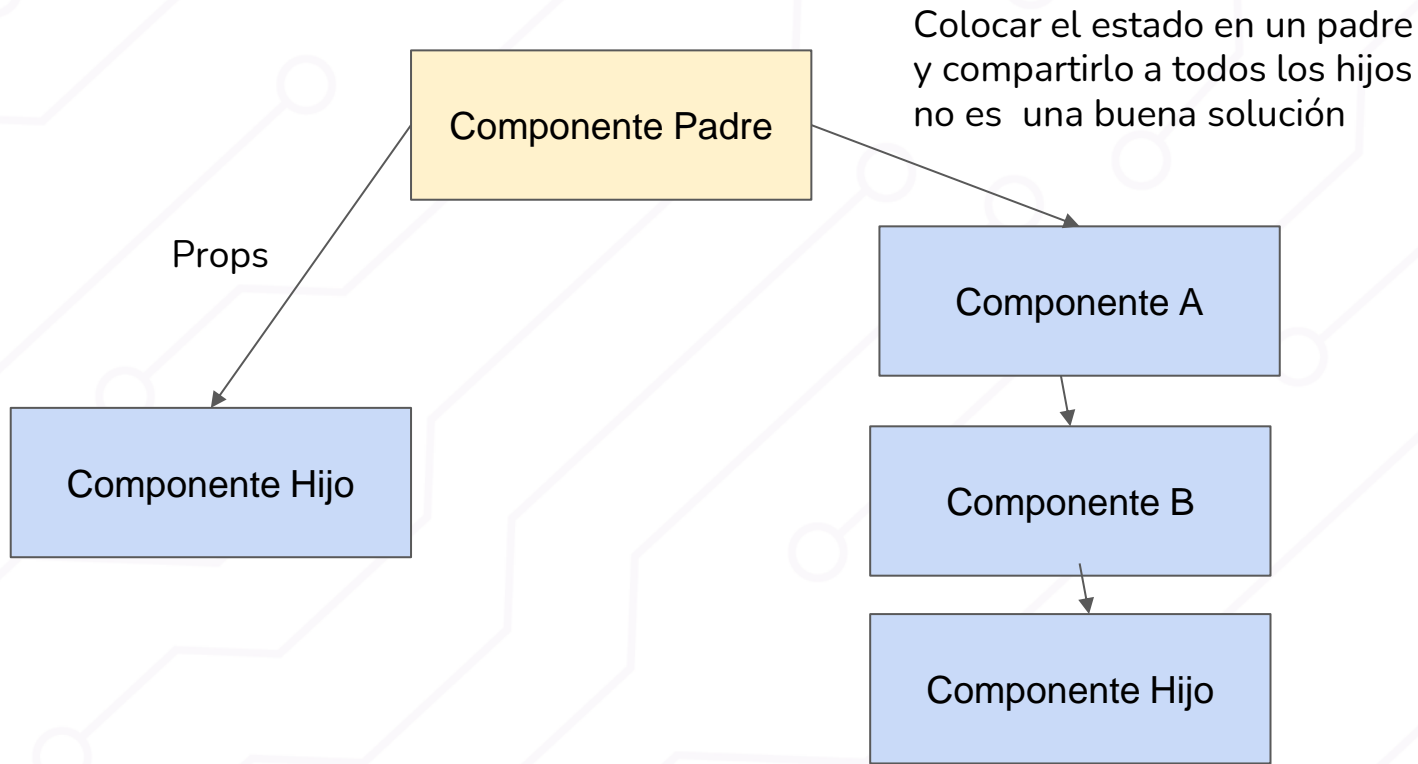 Colocar el estado en un padre
y compartirlo a todos los hijos
no es una buena solución
Componente Padre
Props
Componente A
Componente Hijo
Componente B
Componente Hijo